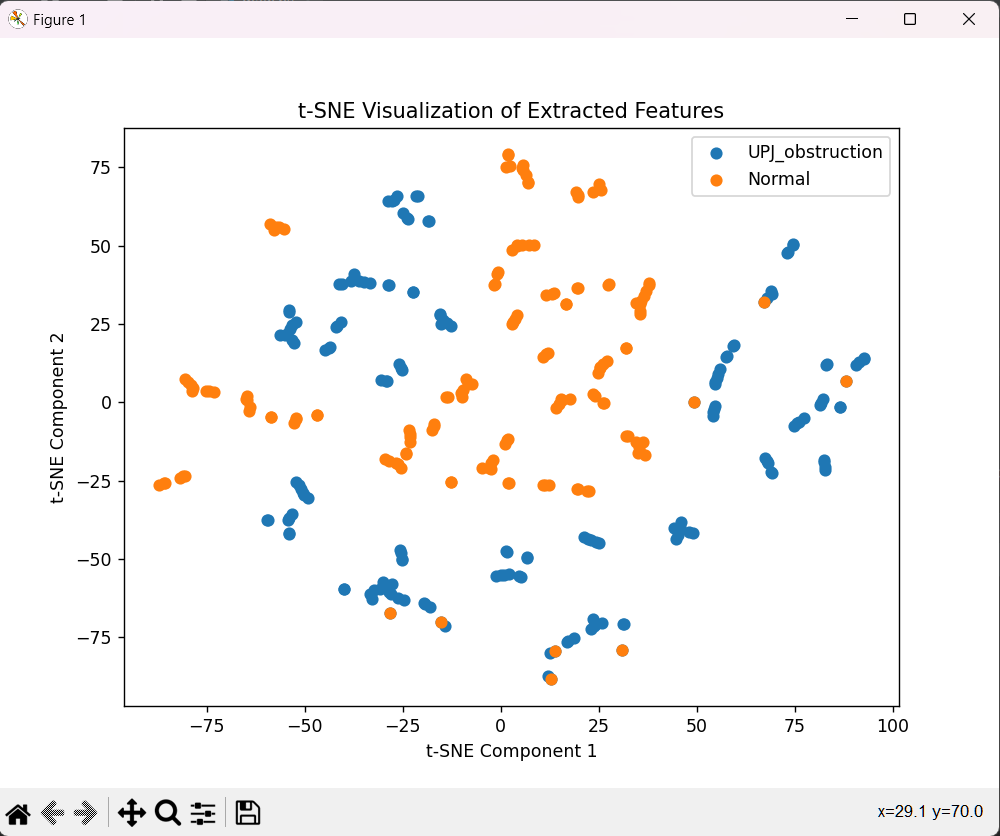 Figure 1
t-SNE Visualization of Extracted Features
UPJ_obstruction
Normal
75
50
25
0
−25
−50
−75
t-SNE Component 2
−75 −50 −25 0 25 50 75 100
t-SNE Component 1
x=29.1 y=70.0